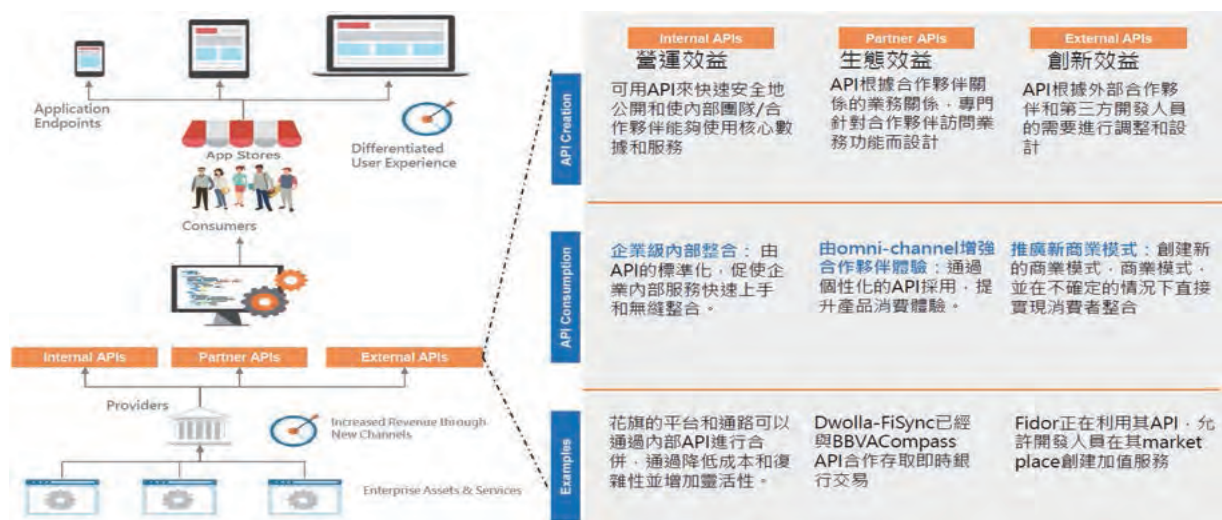 Application
Endpoints
App Stores
Differentiated
User Experience
Consumers
Internal APIs
Partner APIs
External APIs
Providers
Increased Revenue through
New Channels
Enterprise Assets & Services
Internal APIs
Partner APIs
External APIs
營運效益
生態效益
創新效益
API Creation
可用API來快速安全地
公開和使內部團隊/合
作夥伴能夠使用核心數
據和服務
API根據合作夥伴關
係的業務關係，專門
針對合作夥伴訪問業
務功能而設計
API根據外部合作夥
伴和第三方開發人員
的需要進行調整和設
計
API Consumption
企業級內部整合： 由
API的標準化，促使企
業內部服務快速上手
和無縫整合。
由omni-channel增強
合作夥伴體驗：通過
個性化的API採用，提
升產品消費體驗。
推廣新商業模式：創建新
的商業模式，商業模式，
並在不確定的情況下直接
實現消費者整合
Examples
花旗的平台和通路可以
通過內部API進行合
併，通過降低成本和復
雜性並增加靈活性。
Dwolla-FiSync已經
與BBVACompass
API合作存取即時銀
行交易
Fidor正在利用其API，允
許開發人員在其market
place創建加值服務